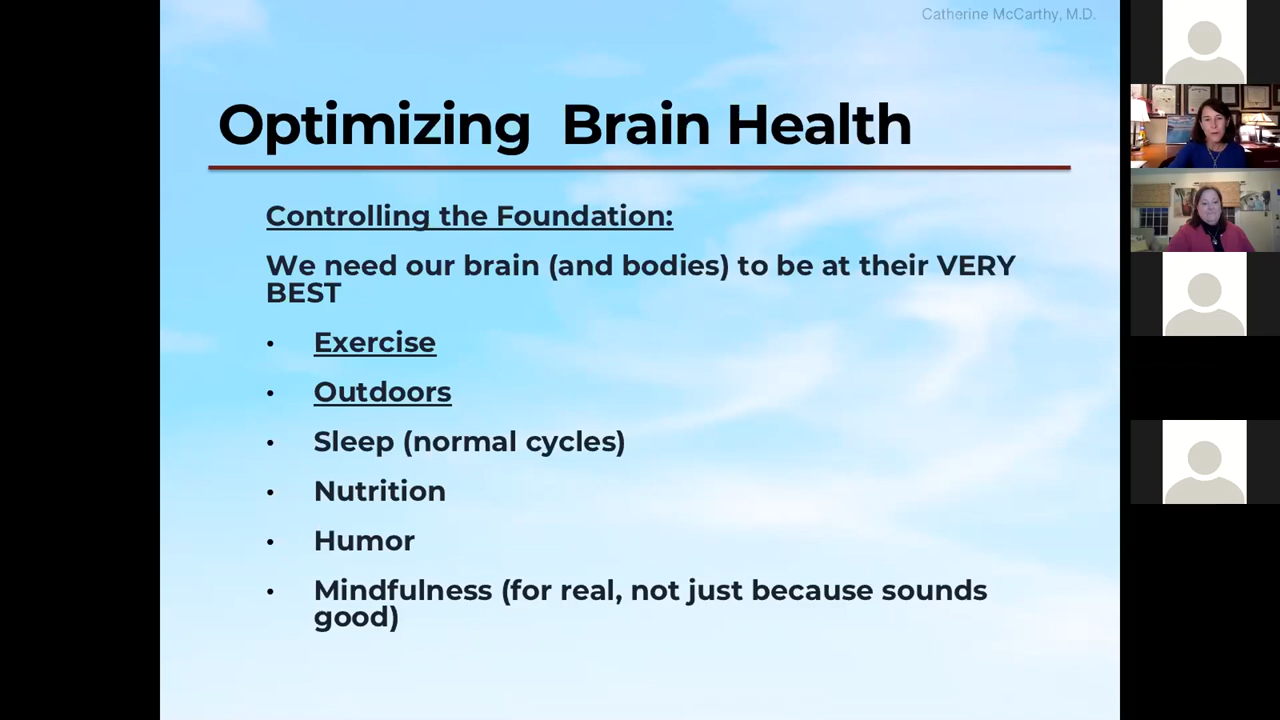 Catherine McCarthy, M.D.
Optimizing  Brain Health
Controlling the Foundation:
We need our brain (and bodies) to be at their VERY
BEST
• Exercise
• Outdoors
• Sleep (normal cycles)
• Nutrition
• Humor
• Mindfulness (for real, not just because sounds
good)